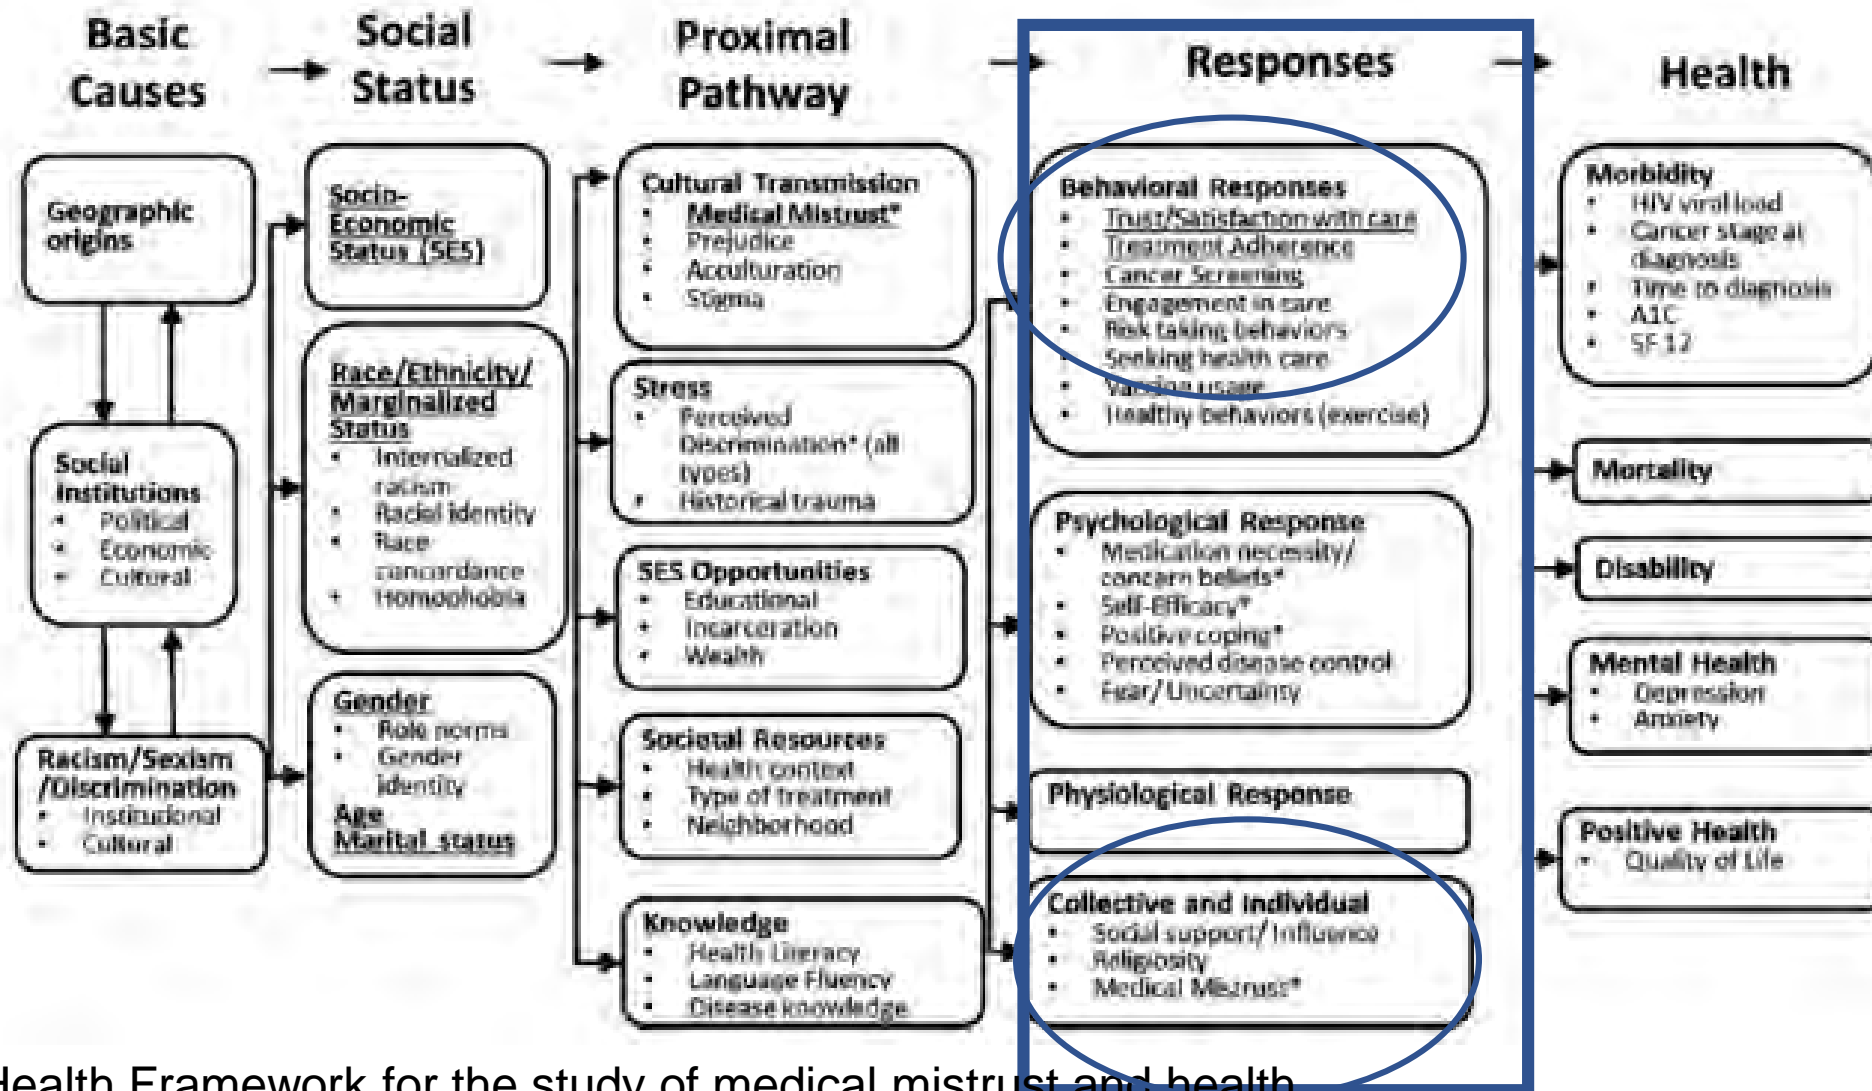 Basic
Causes
Social
Status
Proximal
Pathway
Responses
Health
Geographic
origins
Social
institutions
• Political
• Economic
• Cultural
Racism/Sexism
/Discrimination
• Institutional
• Cultural
Socio-
Economic
Status (SES)
Race/Ethnicity/
Marginalized
Status
• Internalized
racism
• Racial identity
• Race
concordance
• Homophobia
Gender
• Role norms
• Gender
identity
Age
Marital status
Cultural Transmission
• Medical Mistrust*
• Prejudice
• Acculturation
• Stigma
Stress
• Perceived
Discrimination* (all
types)
• Historical trauma
SES Opportunities
• Educational
• Incarceration
• Wealth
Societal Resources
• Health context
• Type of treatment
• Neighborhood
Knowledge
• Health Literacy
• Language Fluency
• Disease knowledge
Behavioral Responses
• Trust/Satisfaction with care
• Treatment Adherence
• Cancer Screening
• Engagement in care
• Risk taking behaviors
• Seeking health care
• Vaccine usage
• Healthy behaviors (exercise)
Psychological Response
• Medication necessity/
concern beliefs*
• Self-Efficacy*
• Positive coping*
• Perceived disease control
• Fear/Uncertainty
Physiological Response
Collective and Individual
• Social support/Influence
• Religiosity
• Medical Mistrust*
Morbidity
• HIV viral load
• Cancer stage at
diagnosis
• Time to diagnosis
• A1C
• SF 12
Mortality
Disability
Mental Health
• Depression
• Anxiety
Positive Health
• Quality of Life
Health Framework for the study of medical mistrust and health